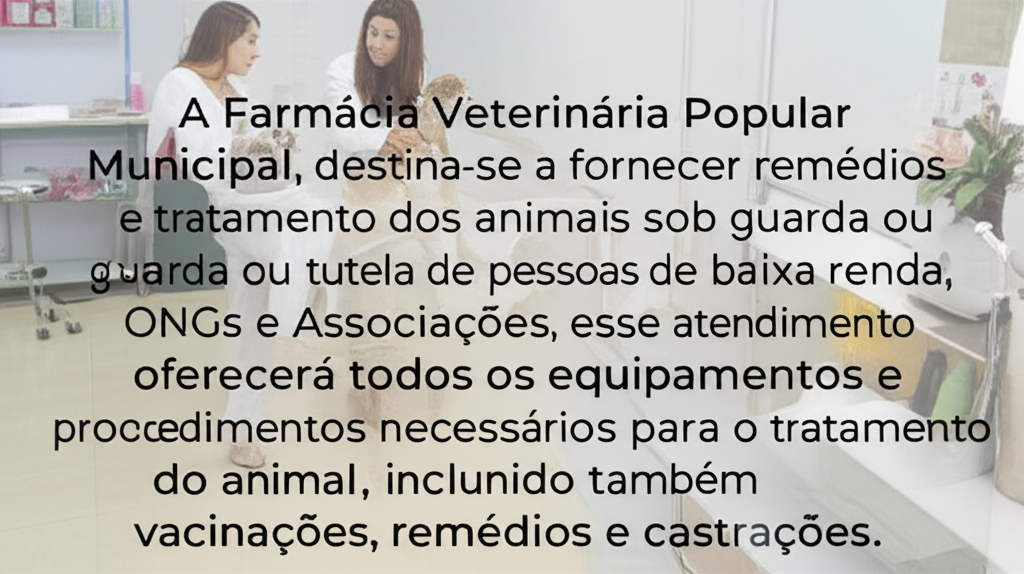 A Farmácia Veterinária Popular
Municipal, destina-se a fornecer remédios
e tratamento dos animais sob guarda ou
guarda ou tutela de pessoas de baixa renda,
ONGs e Associações, esse atendimento
oferecerá todos os equipamentos e
proccedimentos necessários para o tratamento
do animal, inclunido também
vacinações, remédios e castrações.